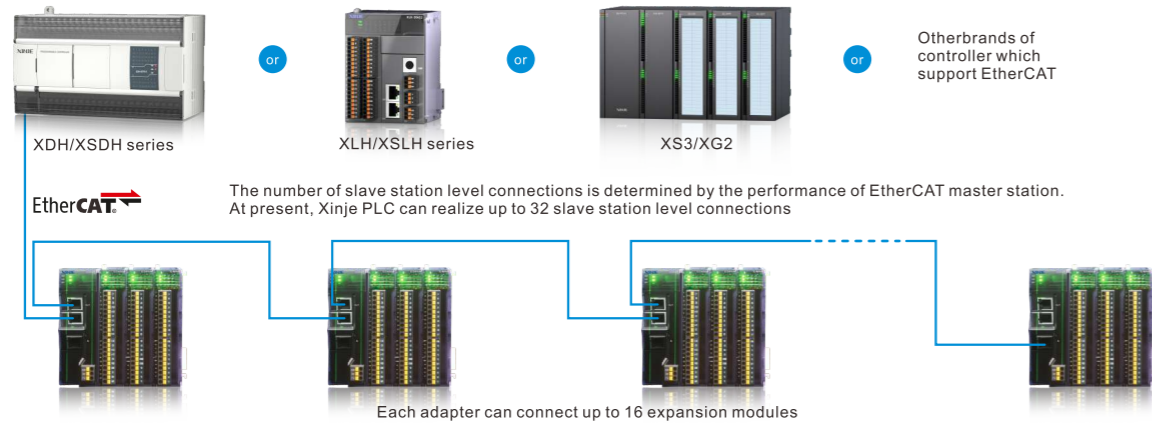 XINJE
or
or
or
Otherbrands of
controller which
support EtherCAT
XDH/XSDH series
XLH/XSLH series
XS3/XG2
EtherCAT
The number of slave station level connections is determined by the performance of EtherCAT master station.
At present, Xinje PLC can realize up to 32 slave station level connections
Each adapter can connect up to 16 expansion modules